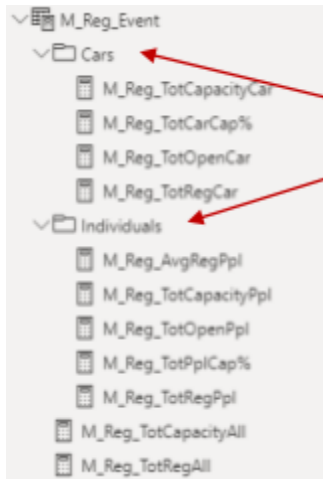 M_Reg_Event
Cars
M_Reg_TotCapacityCar
M_Reg_TotCarCap%
M_Reg_TotOpenCar
M_Reg_TotRegCar
Individuals
M_Reg_AvgRegPpl
M_Reg_TotCapacityPpl
M_Reg_TotOpenPpl
M_Reg_TotPplCap%
M_Reg_TotRegPpl
M_Reg_TotCapacityAll
M_Reg_TotRegAll